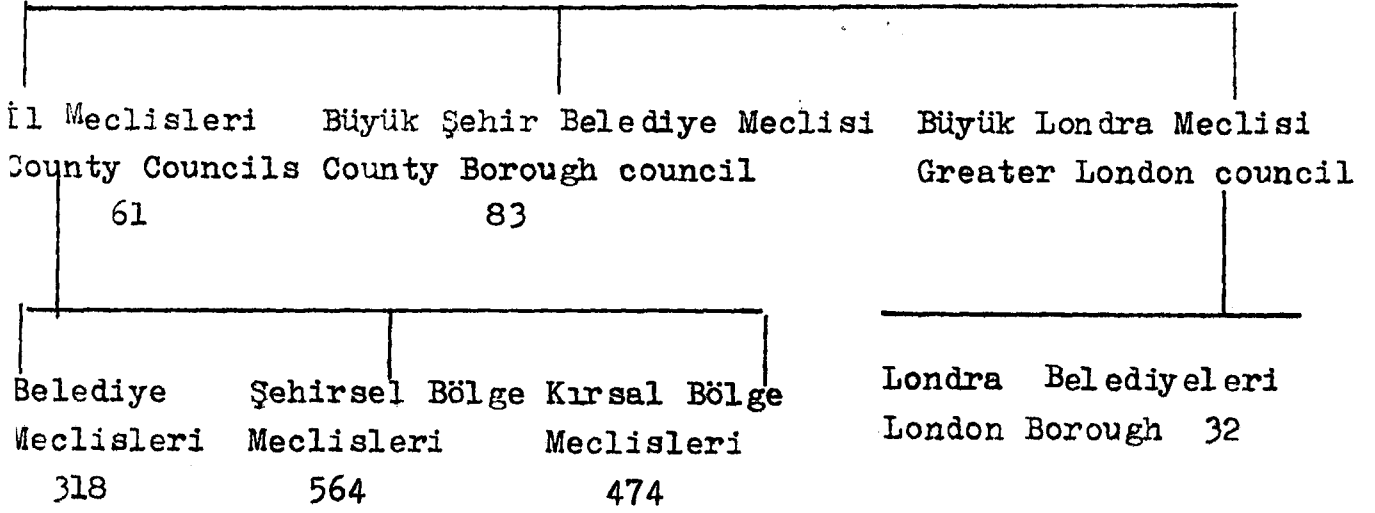 İl Meclisleri Büyük Şehir Belediye Meclisi Büyük Londra Meclisi
County Councils County Borough council Greater London council
61 83
Belediye Şehirsel Bölge Kırsal Bölge Londra Belediyeleri
Meclisleri Meclisleri Meclisleri London Borough 32
318 564 474